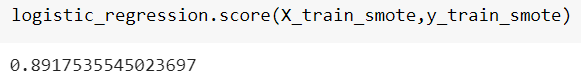 logistic_regression.score(X_train_smote,y_train_smote)
0.8917535545023697